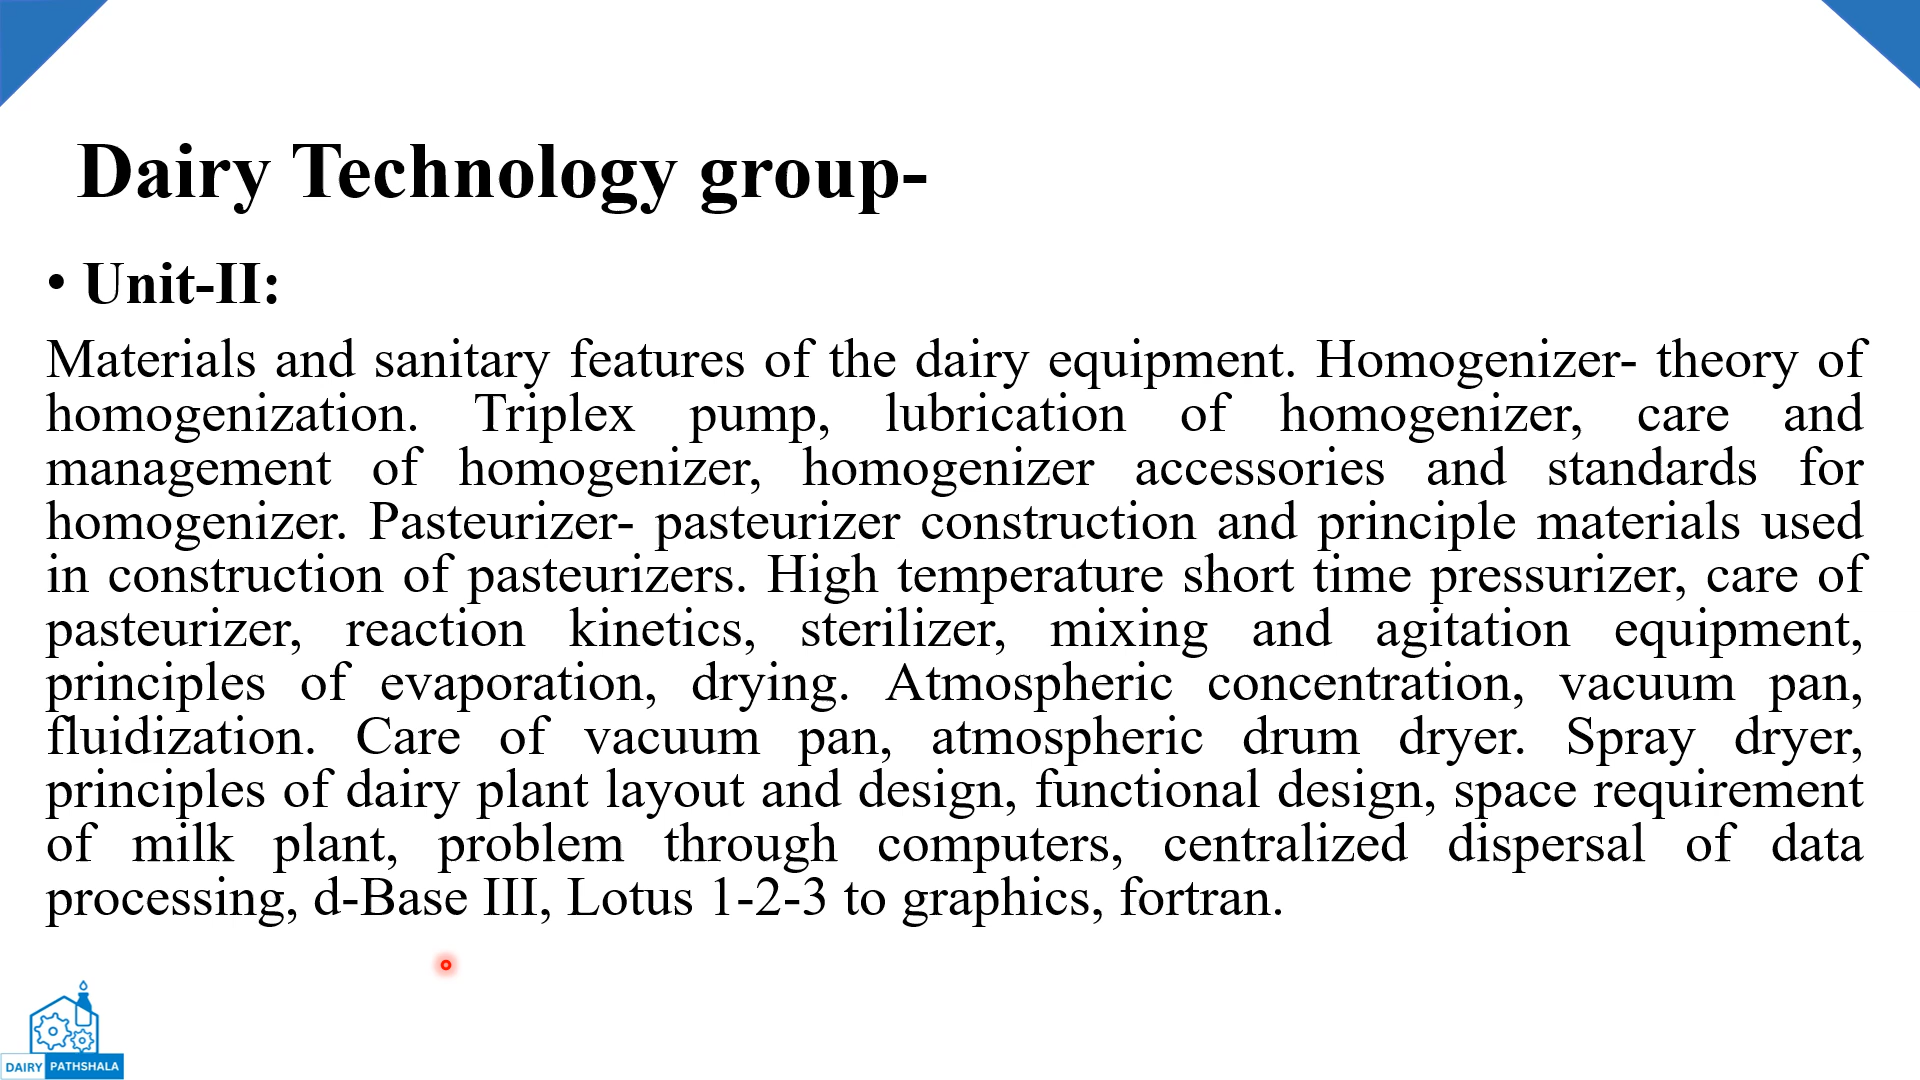 Dairy Technology group-
• Unit-II:
Materials and sanitary features of the dairy equipment. Homogenizer- theory of
homogenization. Triplex pump, lubrication of homogenizer, care and
management of homogenizer, homogenizer accessories and standards for
homogenizer. Pasteurizer- pasteurizer construction and principle materials used
in construction of pasteurizers. High temperature short time pressurizer, care of
pasteurizer, reaction kinetics, sterilizer, mixing and agitation equipment,
principles of evaporation, drying. Atmospheric concentration, vacuum pan,
fluidization. Care of vacuum pan, atmospheric drum dryer. Spray dryer,
principles of dairy plant layout and design, functional design, space requirement
of milk plant, problem through computers, centralized dispersal of data
processing, d-Base III, Lotus 1-2-3 to graphics, fortran.
DAIRY PATHSHALA